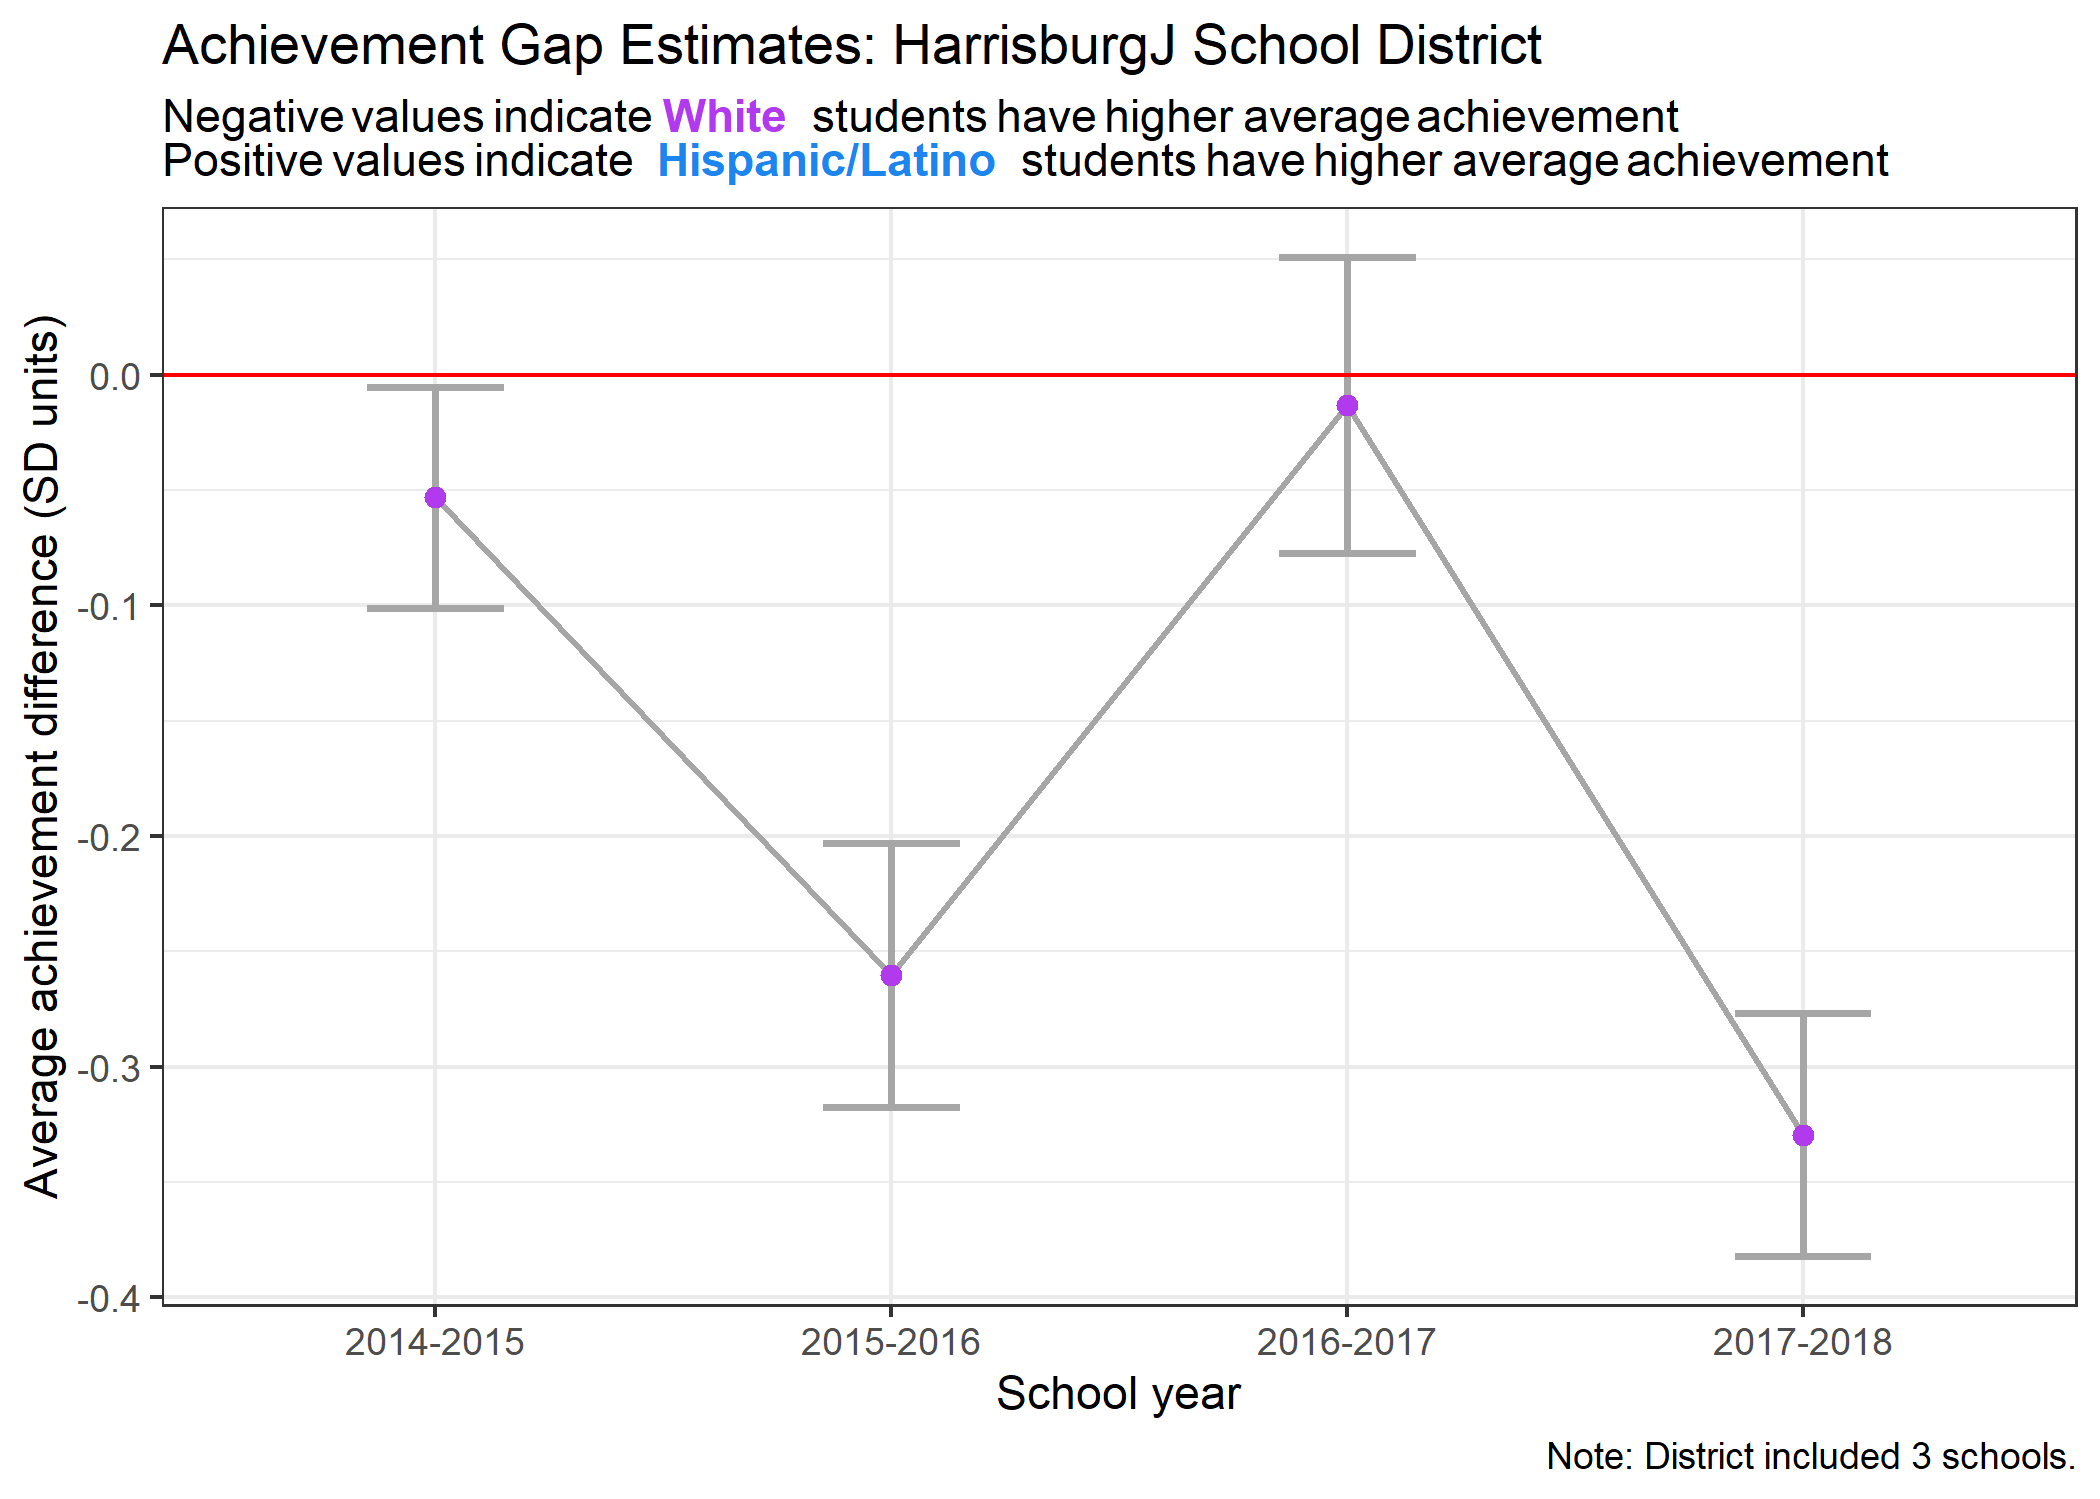 Achievement Gap Estimates: HarrisburgJ School District
Negative values indicate White students have higher average achievement
Positive values indicate Hispanic/Latino students have higher average achievement
Average achievement difference (SD units)
0.0
-0.1
-0.2
-0.3
-0.4
2014-2015
2015-2016
2016-2017
2017-2018
School year
Note: District included 3 schools.